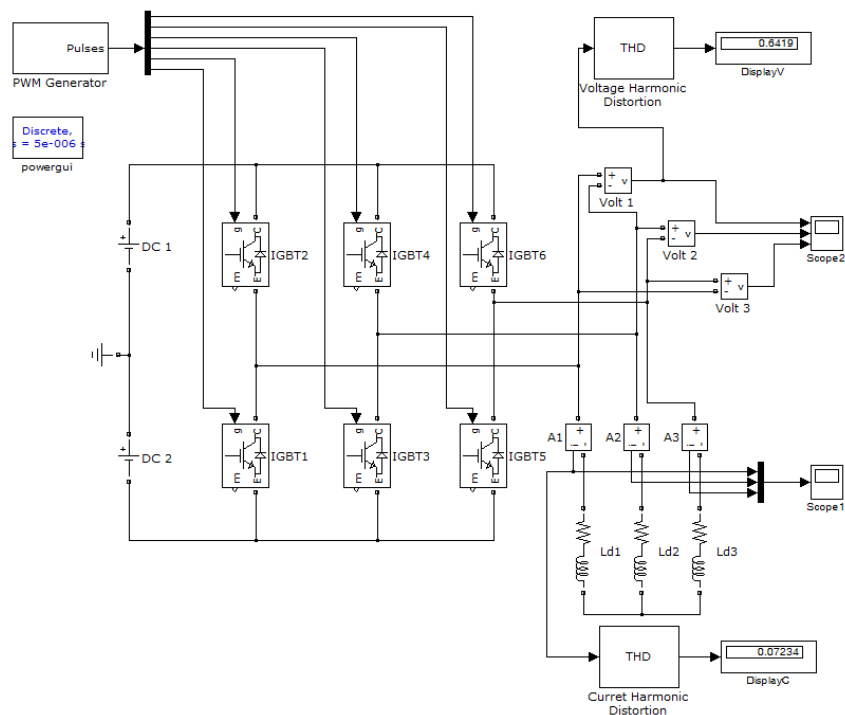 Pulses
PWM Generator
Discrete,
s = 5e-006 s
powergui
THD
Voltage Harmonic
Distortion
0.6419
DisplayV
+
-
v
Volt 1
+
-
v
Volt 2
+
-
v
Volt 3
Scope2
+
DC 1
g
C
m
E
IGBT2
g
C
m
E
IGBT4
g
C
m
E
IGBT6
+
DC 2
g
C
m
E
IGBT1
g
C
m
E
IGBT3
g
C
m
E
IGBT5
A1
+
-
i
A2
+
-
i
A3
+
-
i
Scope1
Ld1
Ld2
Ld3
THD
Curret Harmonic
Distortion
0.07234
DisplayC